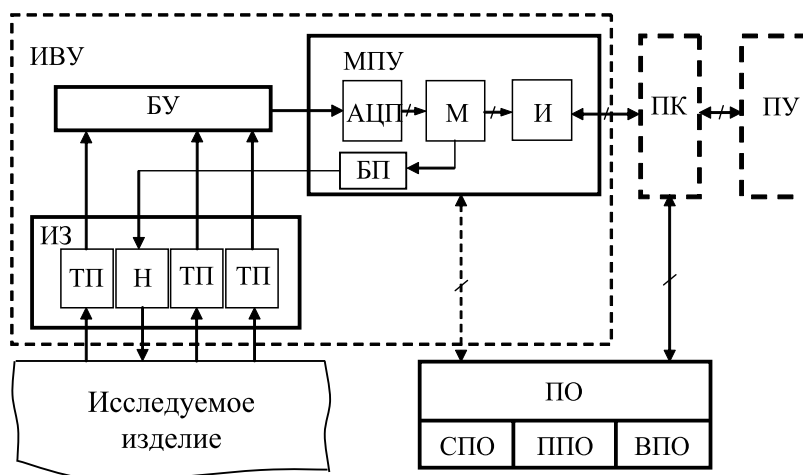 ИВУ
МПУ
БУ
АЦП
М
И
ПК
ПУ
БП
ИЗ
ТП
Н
ТП
ТП
Исследуемое
изделие
ПО
СПО
ППО
ВПО